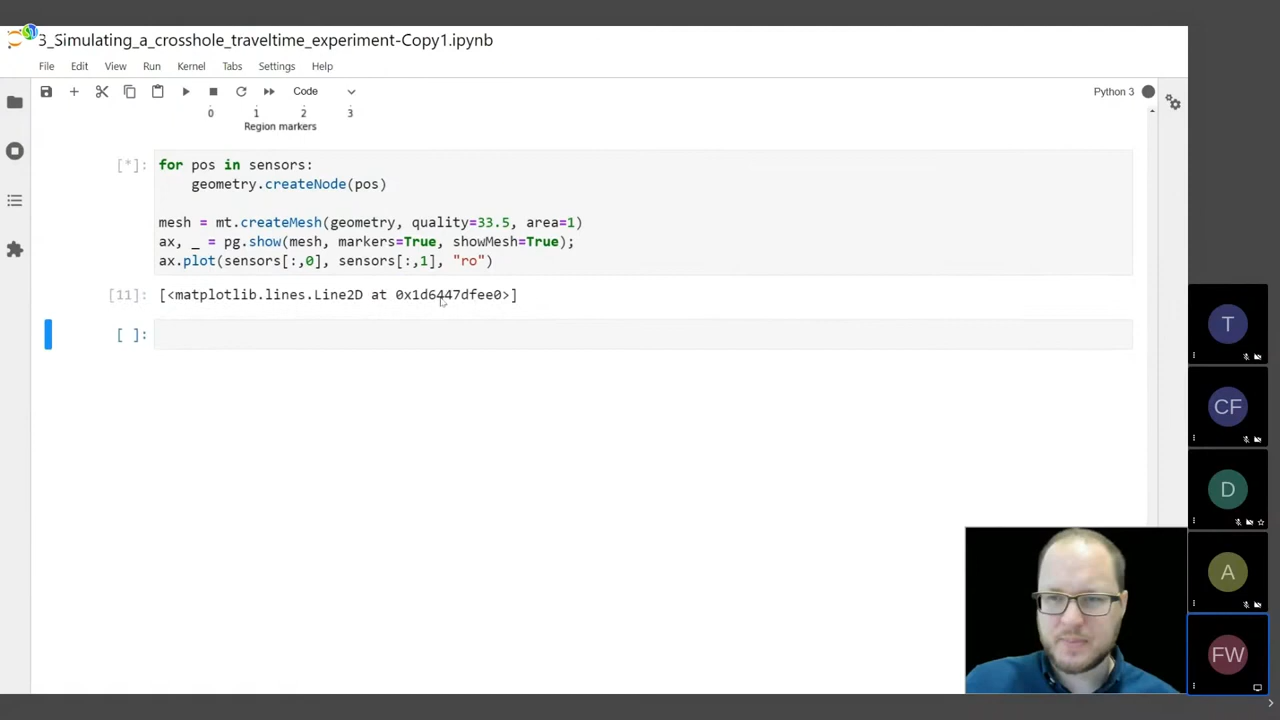 3_Simulating_a_crosshole_traveltime_experiment-Copy1.ipynb
File Edit View Run Kernel Tabs Settings Help
Code
Python 3
0 1 2 3
Region markers
[*]:
for pos in sensors:
geometry.createNode(pos)
mesh = mt.createMesh(geometry, quality=33.5, area=1)
ax, _ = pg.show(mesh, markers=True, showMesh=True);
ax.plot(sensors[:,0], sensors[:,1], "ro")
[11]: [<matplotlib.lines.Line2D at 0x1d6447dfee0>]
[ ]:
T
CF
D
A
FW